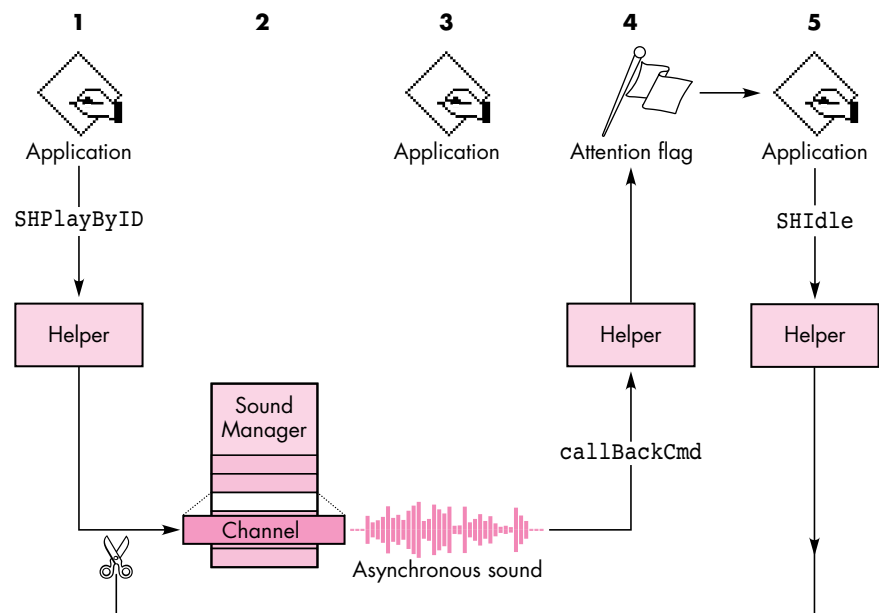 1
2
3
4
5
Application
Application
Attention flag
Application
SHPlayByID
SHIdle
Helper
Helper
Helper
Sound
Manager
callBackCmd
Channel
Asynchronous sound